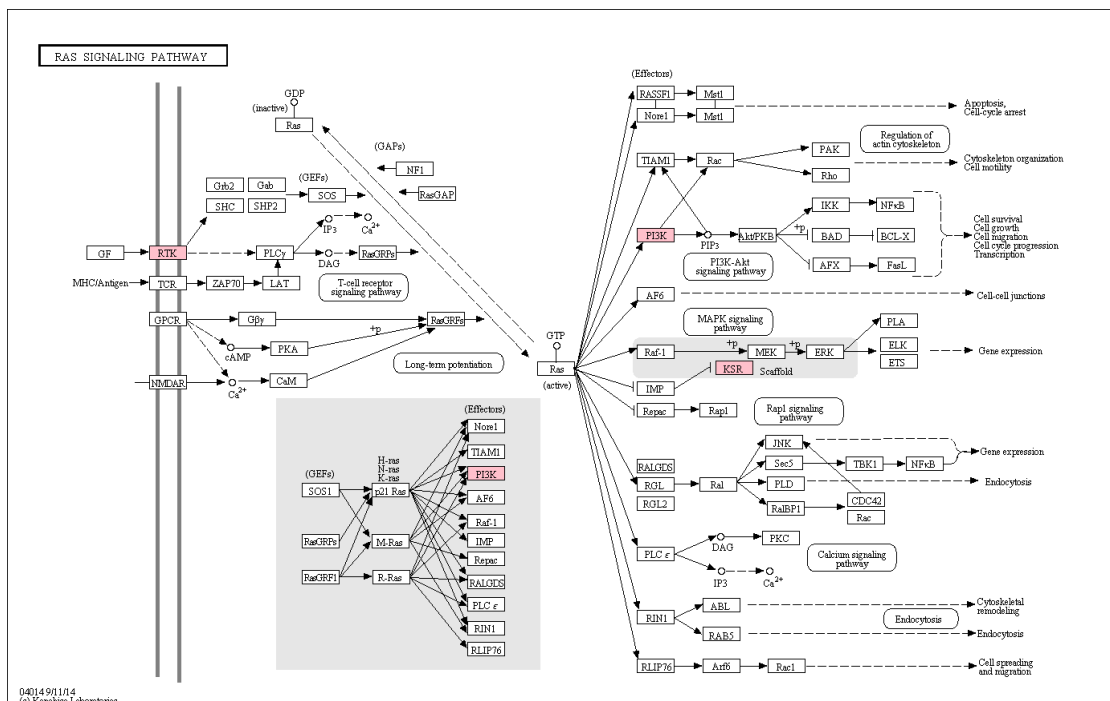 RAS SIGNALING PATHWAY
GDP
(inactive)
Ras
(GAPs)
NF1
RasGAP
(GEFs)
Grb2
Gab
SHC
SHP2
SOS
IP3
Ca2+
GF
RTK
PLCγ
DAG
RasGRPs
MHC/Antigen
TCR
ZAP70
LAT
T-cell receptor
signaling pathway
GPCR
Gβγ
RasGRFs
cAMP
PKA
+p
Long-term potentiation
NMDAR
Ca2+
CaM
GTP
Ras
(active)
(Effectors)
RASSF1
Mst1
Nore1
Mst1
Apoptosis,
Cell-cycle arrest
Regulation of
actin cytoskeleton
TIAM1
Rac
PAK
Rho
Cytoskeleton organization
Cell motility
PI3K
PIP3
Akt/PKB
+p
IKK
NFκB
BAD
BCL-X
AFX
FasL
Cell survival
Cell growth
Cell migration
Cell cycle progression
Transcription
PI3K-Akt
signaling pathway
AF6
Cell-cell junctions
MAPK signaling
pathway
Raf-1
+p
MEK
+p
ERK
PLA
ELK
ETS
Gene expression
KSR
Scaffold
IMP
Repac
Rap1
Rap1 signaling
pathway
RALGDS
RGL
RGL2
Ral
JNK
Sec5
TBK1
NFκB
Gene expression
PLD
Endocytosis
RalBP1
CDC42
Rac
PLC ε
DAG
PKC
IP3
Ca2+
Calcium signaling
pathway
RIN1
ABL
Cytoskeletal
remodeling
RAB5
Endocytosis
Endocytosis
RLIP76
Arf6
Rac1
Cell spreading
and migration
(Effectors)
Nore1
TIAM1
PI3K
AF6
Raf-1
IMP
Repac
RALGDS
PLC ε
RIN1
RLIP76
(GEFs)
SOS1
RasGRPs
RasGRF1
H-ras
N-ras
K-ras
p21 Ras
M-Ras
R-Ras
04014 9/11/14
(c) Kanehisa Laboratories